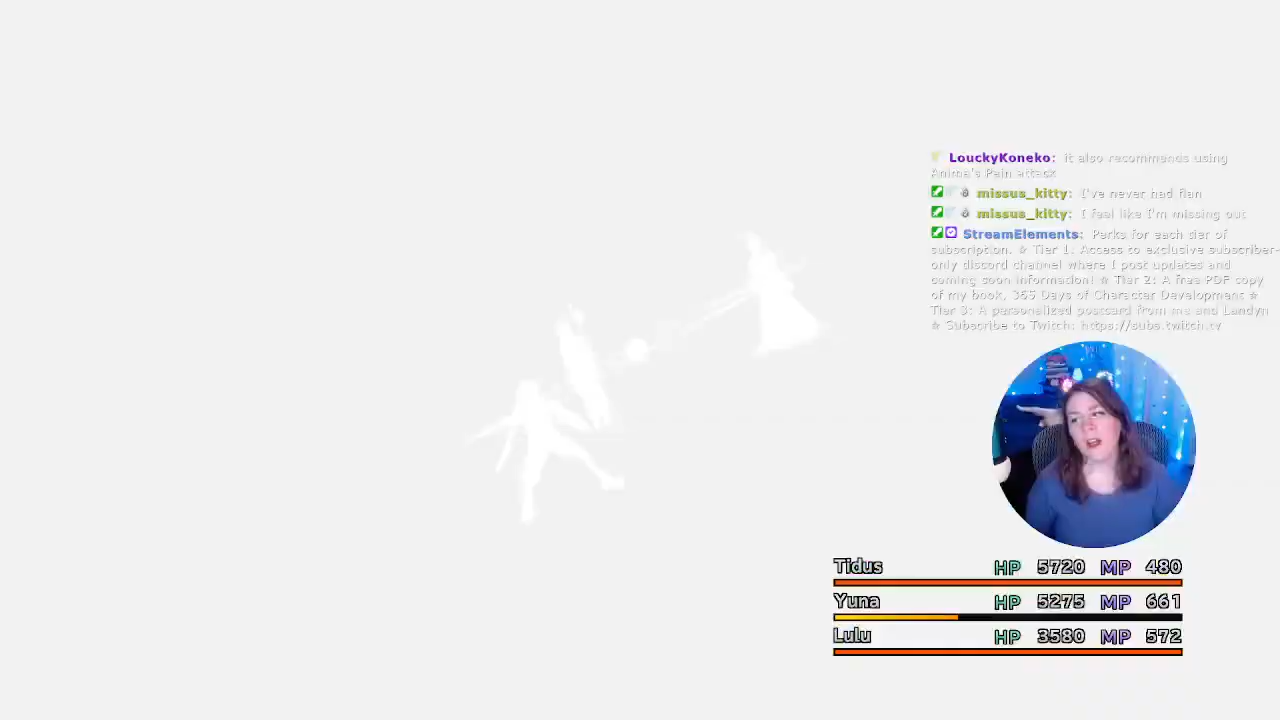 LouckyKoneko: it also recommends using
Anima's Pain attack
missus_kitty: I've never had flan
missus_kitty: I feel like I'm missing out
StreamElements: Perks for each tier of
subscription. ☆ Tier 1: Access to exclusive subscriber-
only discord channel where I post updates and
coming soon information! ☆ Tier 2: A free PDF copy
of my book, 365 Days of Character Development ☆
Tier 3: A personalized postcard from me and Landyn
☆ Subscribe to Twitch: https://subs.twitch.tv
Tidus HP 5720 MP 480
Yuna HP 5275 MP 661
Lulu HP 3580 MP 572